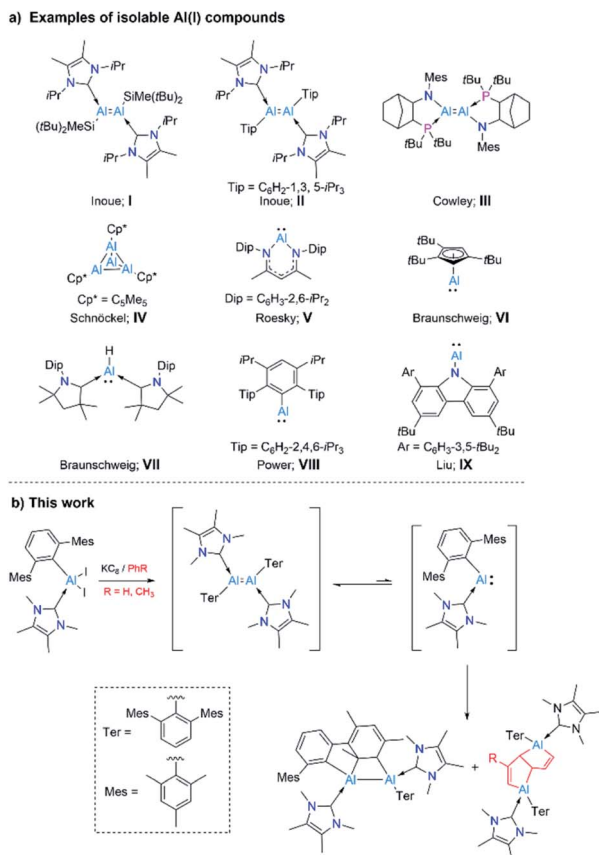 a) Examples of isolable Al(I) compounds
iPr N N iPr
SiMe(tBu)2
Al=Al
(tBu)2MeSi
iPr N N iPr
Inoue; I
iPr N N iPr
Tip
Al=Al
Tip
iPr N N iPr
Tip = C6H2-1,3, 5-iPr3
Inoue; II
Mes tBu tBu
N P
Al=Al
P N
tBu tBu Mes
Cowley; III
Cp*
Al
Al Al Al
Cp* Cp*
Cp* = C5Me5
Schnöckel; IV
Al
Dip N N Dip
Dip = C6H3-2,6-iPr2
Roesky; V
tBu
tBu tBu
Al
Braunschweig; VI
H
Dip Al Dip
N N
Braunschweig; VII
iPr iPr
Tip Tip
Al
Tip = C6H2-2,4,6-iPr3
Power; VIII
Al
Ar N Ar
tBu tBu
Ar = C6H3-3,5-tBu2
Liu; IX
b) This work
Mes
Mes Al I
I
N N
KC8 / PhR
R = H, CH3
N N
Ter
Al=Al
Ter
N N
Mes
Mes Al:
N N
Ter =
Mes Mes
Mes =
Mes Al Al
Ter
N N
N N
+
N N
Ter Al
R
Al
Ter
N N